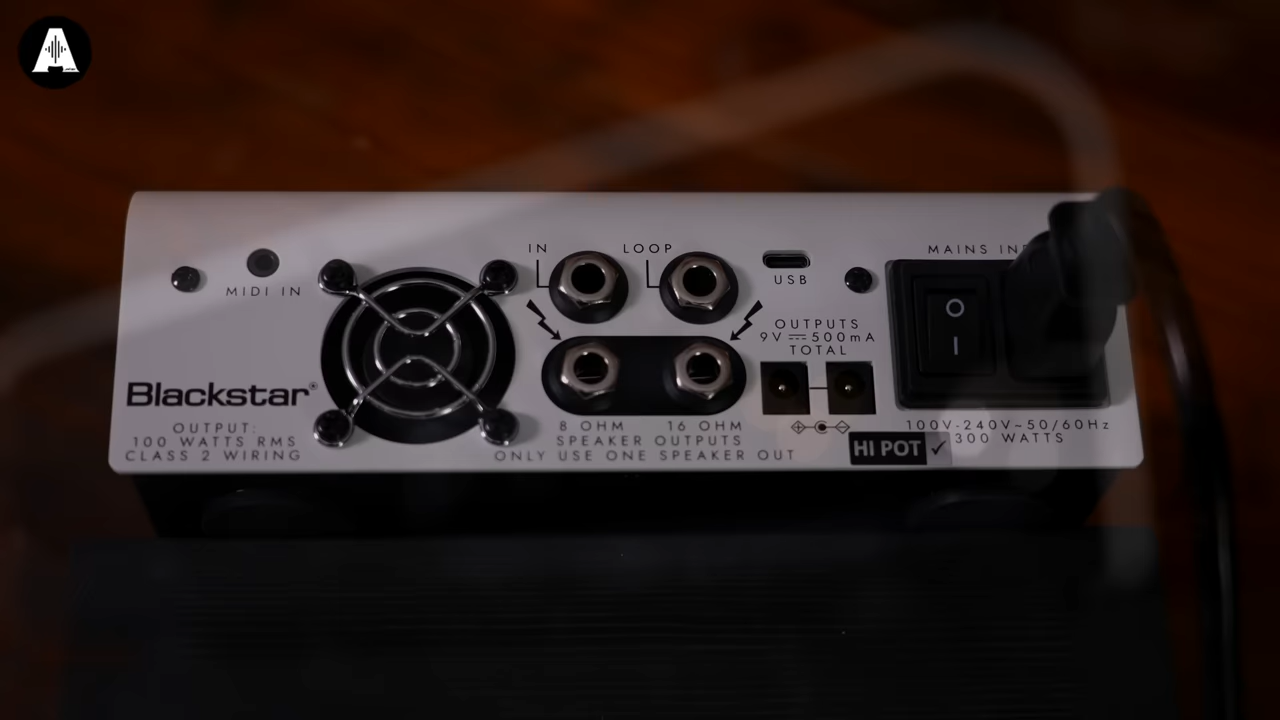 A
IN
LOOP
MAINS
USB
MIDI IN
OUTPUTS
9V 500mA
TOTAL
O
I
Blackstar®
OUTPUT:
100 WATTS RMS
CLASS 2 WIRING
8 OHM 16 OHM
SPEAKER OUTPUTS
ONLY USE ONE SPEAKER OUT
100V-240V~50/60Hz
300 WATTS
HI POT ✓